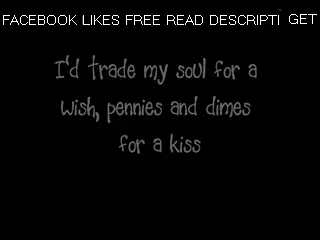 FACEBOOK LIKES FREE READ DESCRIPTI GET
I'd trade my soul for a
wish, pennies and dimes
for a kiss